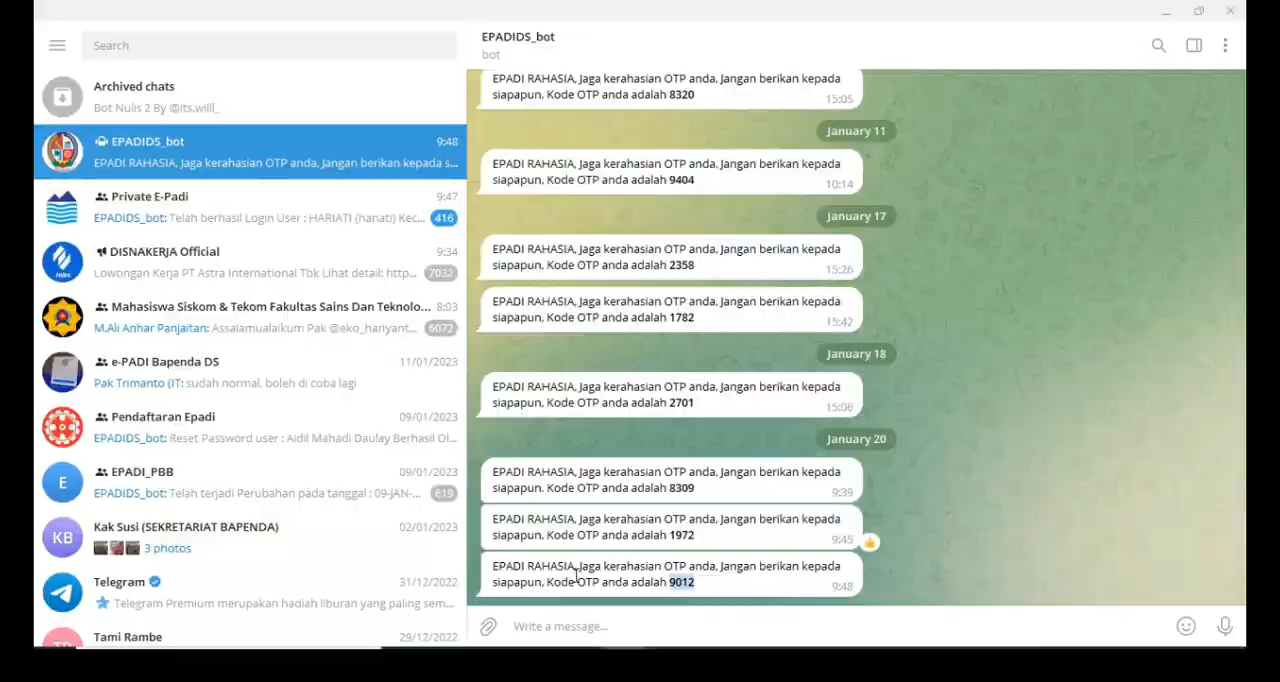 Search
Archived chats
Bot Nulis 2 By @its.willl_
EPADIDS_bot
9:48
EPADI RAHASIA, Jaga kerahasian OTP anda, Jangan berikan kepada s...
Private E-Padi
9:47
EPADIDS_bot: Telah berhasil Login User : HARIATI (hanati) Kec...
416
DISNAKERJA Official
9:34
Lowongan Kerja PT Astra International Tbk Lihat detail: http...
7032
Jobs
Mahasiswa Siskom & Tekom Fakultas Sains Dan Teknolo...
8:03
M.Ali Anhar Panjaitan: Assalamualaikum Pak @eko_hariyant...
6072
e-PADI Bapenda DS
11/01/2023
Pak Trimanto (IT: sudah normal, boleh di coba lagi
Pendaftaran Epadi
09/01/2023
EPADIDS_bot: Reset Password user : Aidil Mahadi Daulay Berhasil Ol...
E
EPADI_PBB
09/01/2023
EPADIDS_bot: Telah terjadi Perubahan pada tanggal : 09-JAN-...
619
KB
Kak Susi (SEKRETARIAT BAPENDA)
02/01/2023
3 photos
Telegram
31/12/2022
Telegram Premium merupakan hadiah liburan yang paling sem...
Tami Rambe
29/12/2022
EPADIDS_bot
bot
EPADI RAHASIA, Jaga kerahasian OTP anda, Jangan berikan kepada
siapapun, Kode OTP anda adalah 8320
15:05
January 11
EPADI RAHASIA, Jaga kerahasian OTP anda, Jangan berikan kepada
siapapun, Kode OTP anda adalah 9404
10:14
January 17
EPADI RAHASIA, Jaga kerahasian OTP anda, Jangan berikan kepada
siapapun, Kode OTP anda adalah 2358
15:26
EPADI RAHASIA, Jaga kerahasian OTP anda, Jangan berikan kepada
siapapun, Kode OTP anda adalah 1782
15:42
January 18
EPADI RAHASIA, Jaga kerahasian OTP anda, Jangan berikan kepada
siapapun, Kode OTP anda adalah 2701
15:06
January 20
EPADI RAHASIA, Jaga kerahasian OTP anda, Jangan berikan kepada
siapapun, Kode OTP anda adalah 8309
9:39
EPADI RAHASIA, Jaga kerahasian OTP anda, Jangan berikan kepada
siapapun, Kode OTP anda adalah 1972
9:45
EPADI RAHASIA, Jaga kerahasian OTP anda, Jangan berikan kepada
siapapun, Kode OTP anda adalah 9012
9:48
Write a message...